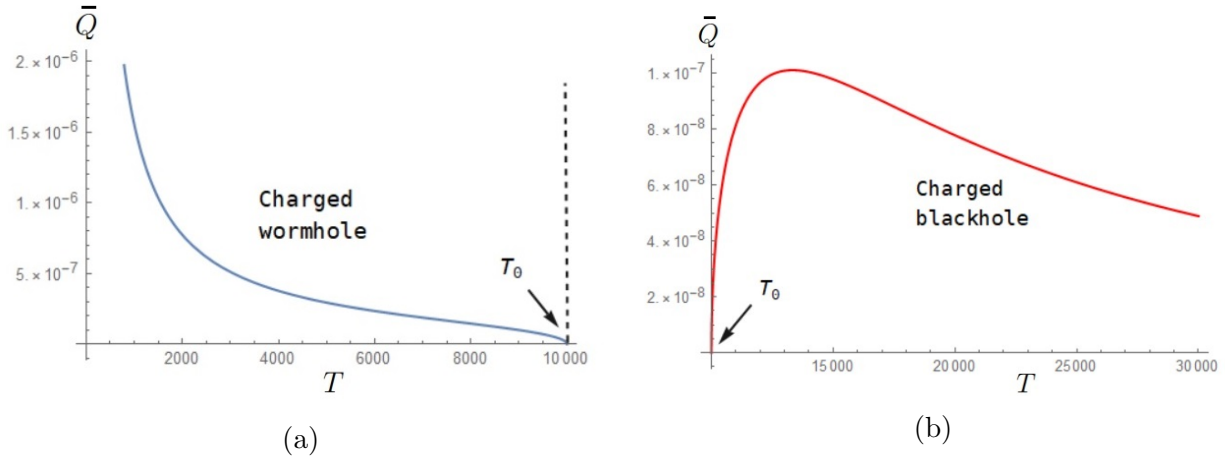 Q̄
2. × 10⁻⁶
1.5 × 10⁻⁶
1. × 10⁻⁶
5. × 10⁻⁷
Charged
wormhole
T₀
2000 4000 6000 8000 10000
T
(a)
Q̄
1. × 10⁻⁷
8. × 10⁻⁸
6. × 10⁻⁸
4. × 10⁻⁸
2. × 10⁻⁸
Charged
blackhole
T₀
15000 20000 25000 30000
T
(b)